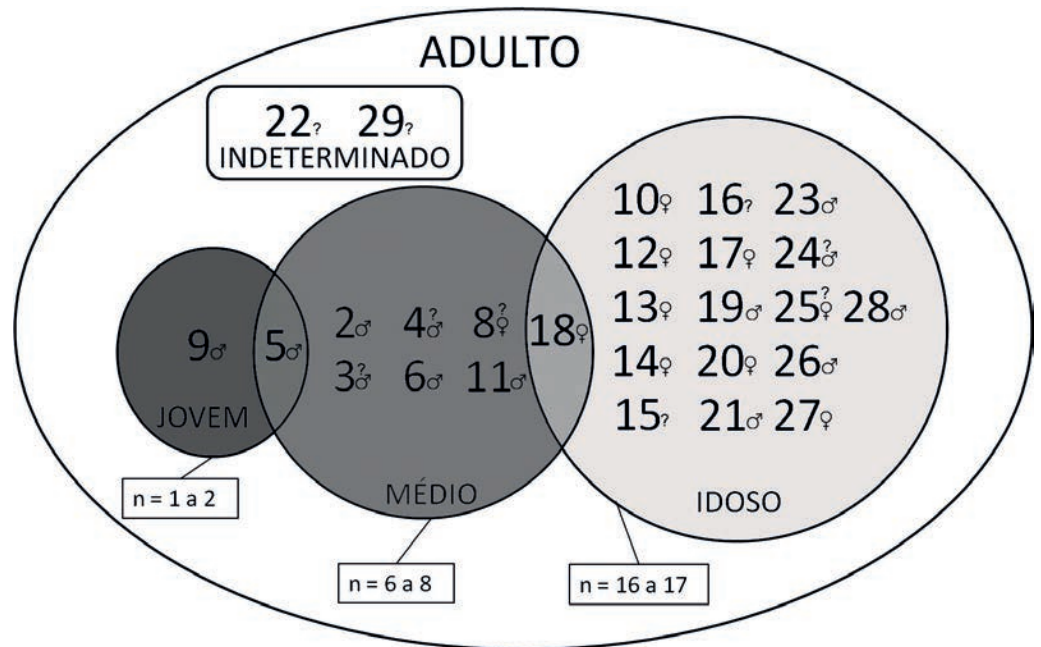 ADULTO
22? 29?
INDETERMINADO
10♀ 16? 23♂
12♀ 17♀ 24?♂
13♀ 19♂ 25?♀ 28♂
14♀ 20♀ 26♂
15? 21♂ 27♀
IDOSO
9♂ 5♂
JOVEM
2♂ 4?♂ 8?♀ 18♀
3?♂ 6♂ 11♂
MÉDIO
n = 1 a 2
n = 6 a 8
n = 16 a 17